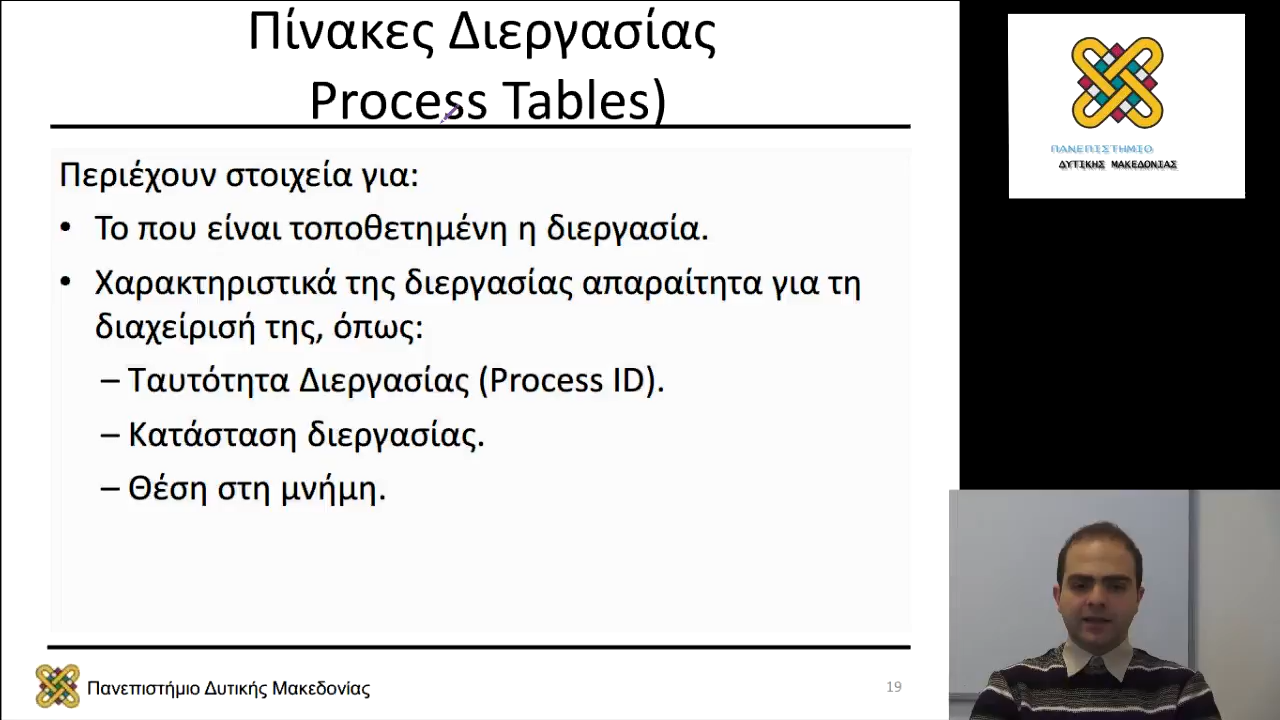 Πίνακες Διεργασίας
Process Tables)
Περιέχουν στοιχεία για:
• Το που είναι τοποθετημένη η διεργασία.
• Χαρακτηριστικά της διεργασίας απαραίτητα για τη
διαχείρισή της, όπως:
– Ταυτότητα Διεργασίας (Process ID).
– Κατάσταση διεργασίας.
– Θέση στη μνήμη.
Πανεπιστήμιο Δυτικής Μακεδονίας
19
ΠΑΝΕΠΙΣΤΗΜΙΟ
ΔΥΤΙΚΗΣ ΜΑΚΕΔΟΝΙΑΣ